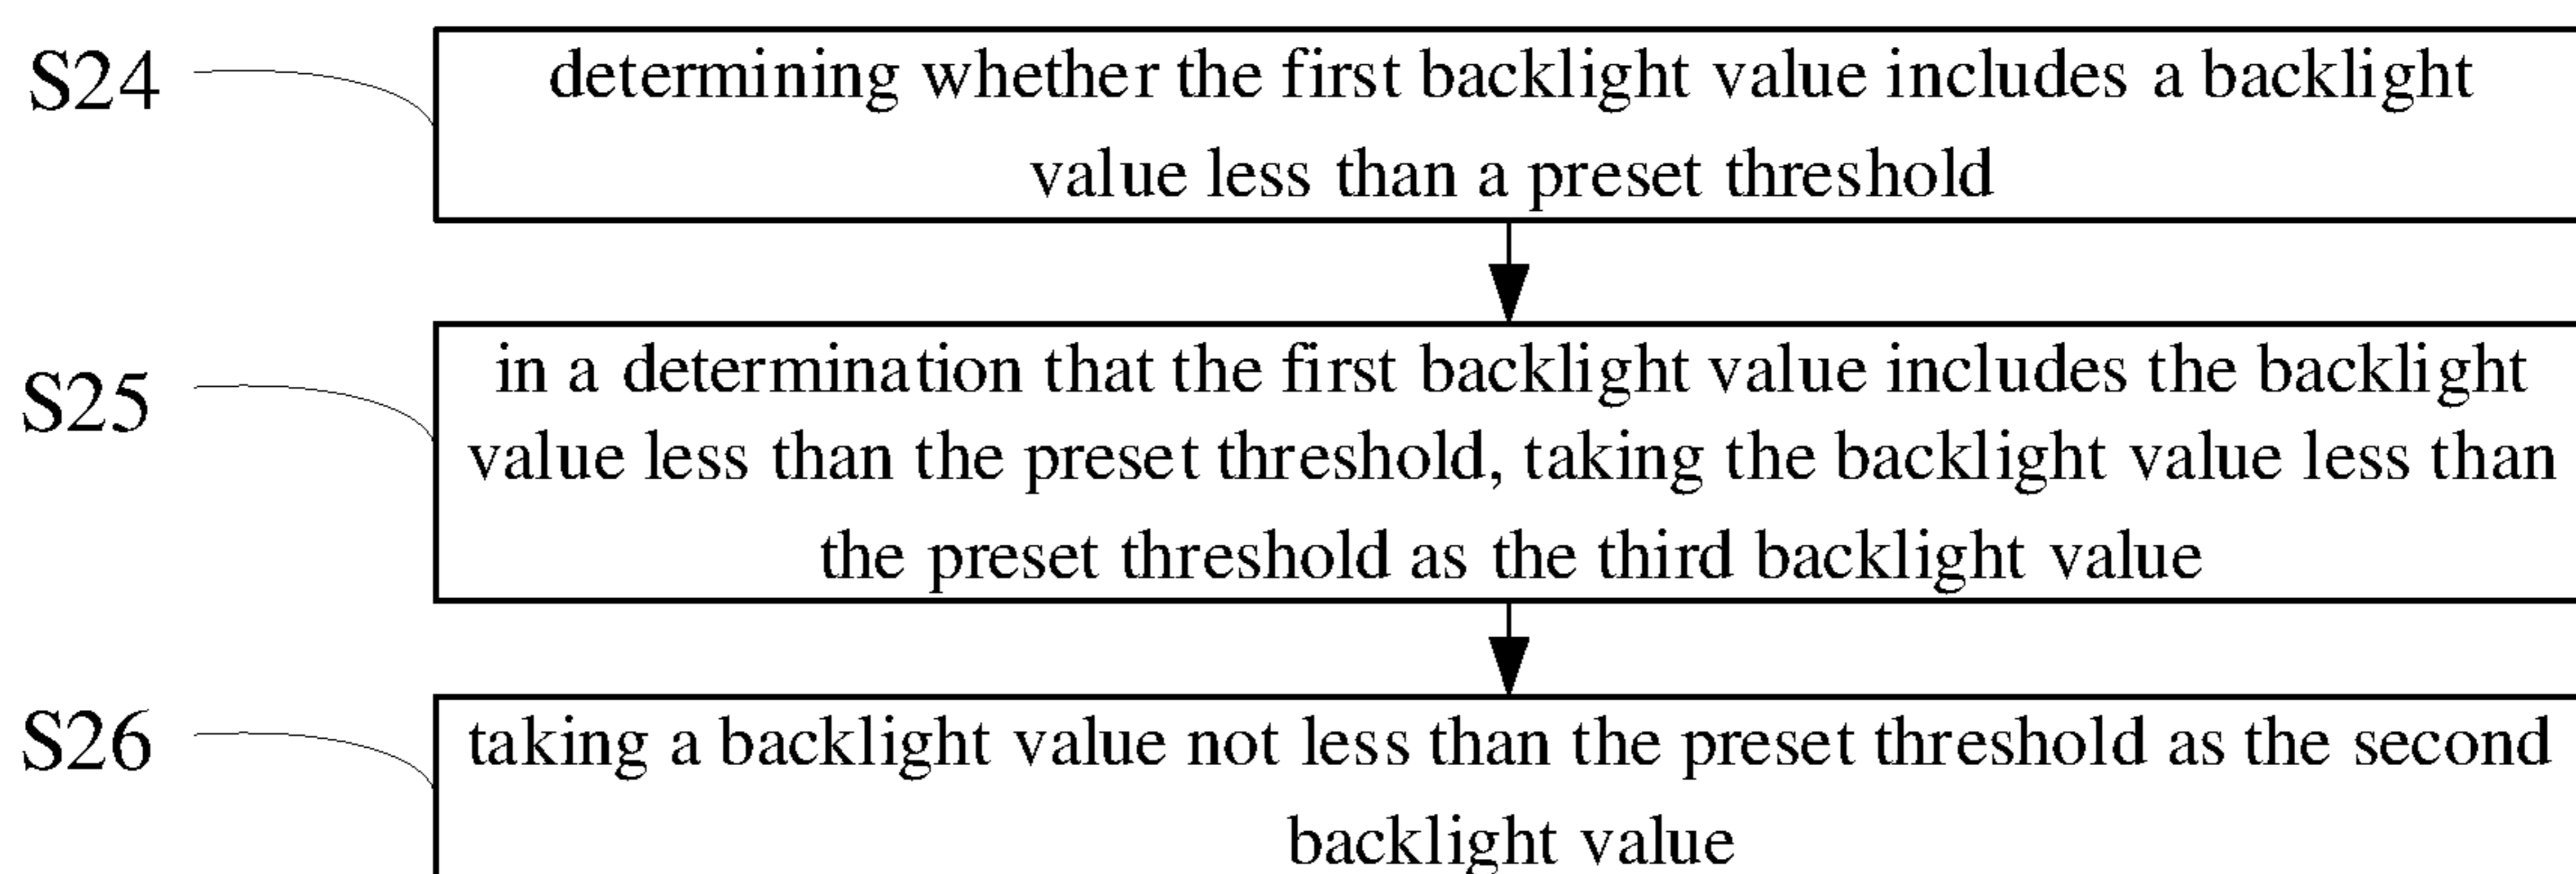 S24
determining whether the first backlight value includes a backlight
value less than a preset threshold
S25
in a determination that the first backlight value includes the backlight
value less than the preset threshold, taking the backlight value less than
the preset threshold as the third backlight value
S26
taking a backlight value not less than the preset threshold as the second
backlight value